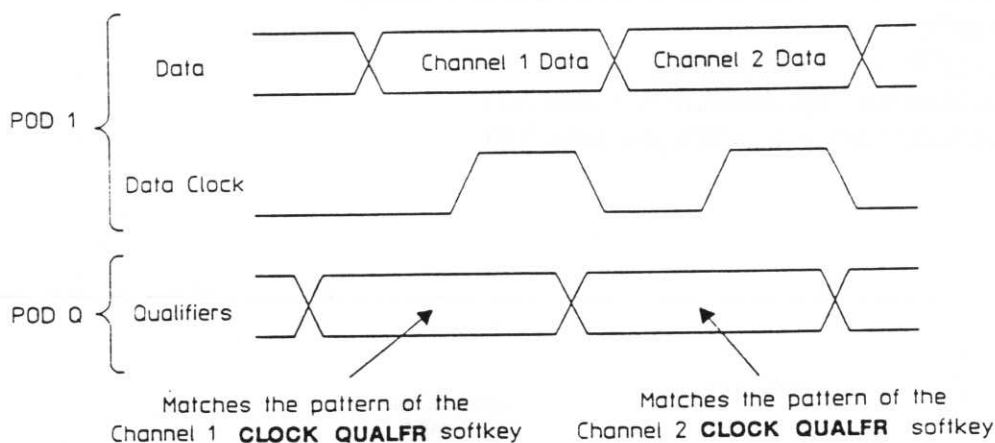 POD 1
Data
Channel 1 Data
Channel 2 Data
Data Clock
POD Q
Qualifiers
Matches the pattern of the
Channel 1 CLOCK QUALFR softkey
Matches the pattern of the
Channel 2 CLOCK QUALFR softkey